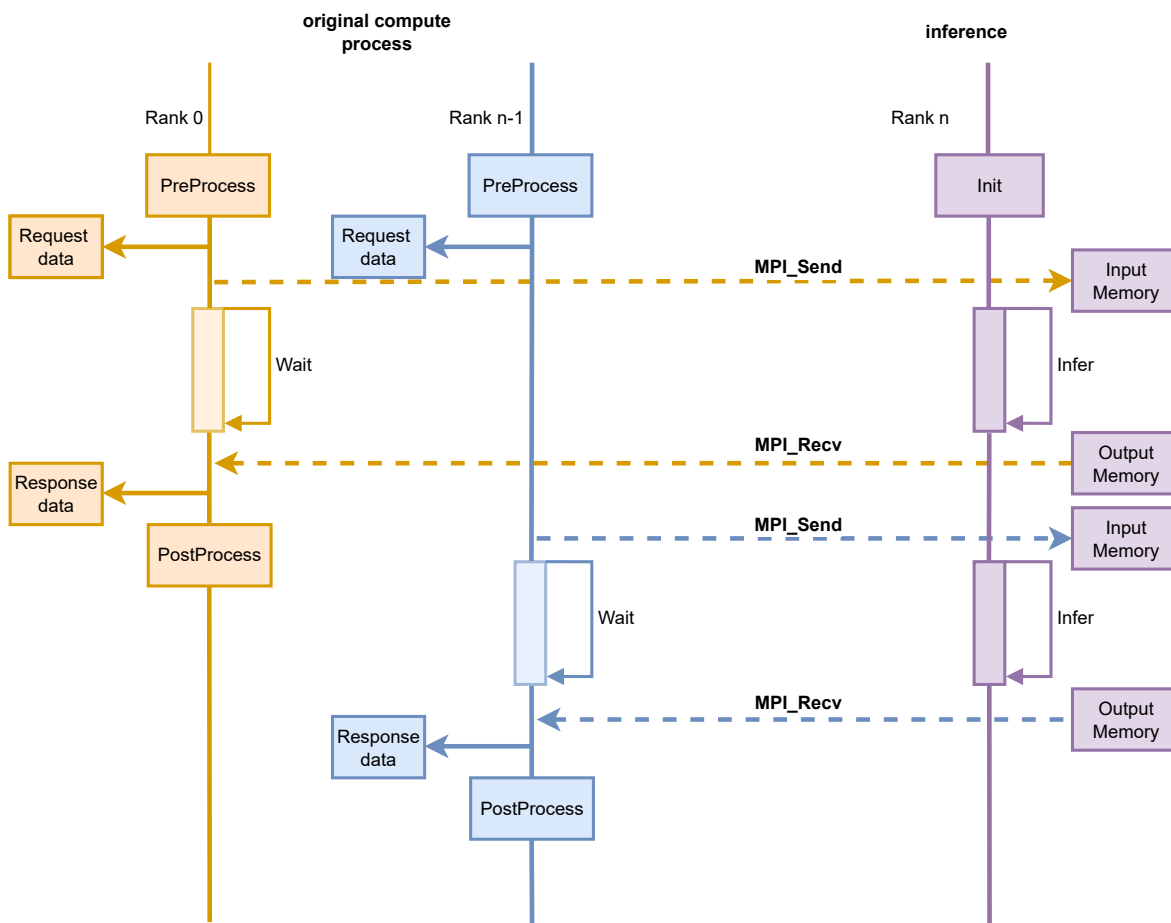 original compute
process
inference
Rank 0
Rank n-1
Rank n
PreProcess
PreProcess
Init
Request
data
Request
data
MPI_Send
Input
Memory
Wait
Infer
MPI_Recv
Output
Memory
Response
data
MPI_Send
Input
Memory
PostProcess
Wait
Infer
MPI_Recv
Output
Memory
Response
data
PostProcess